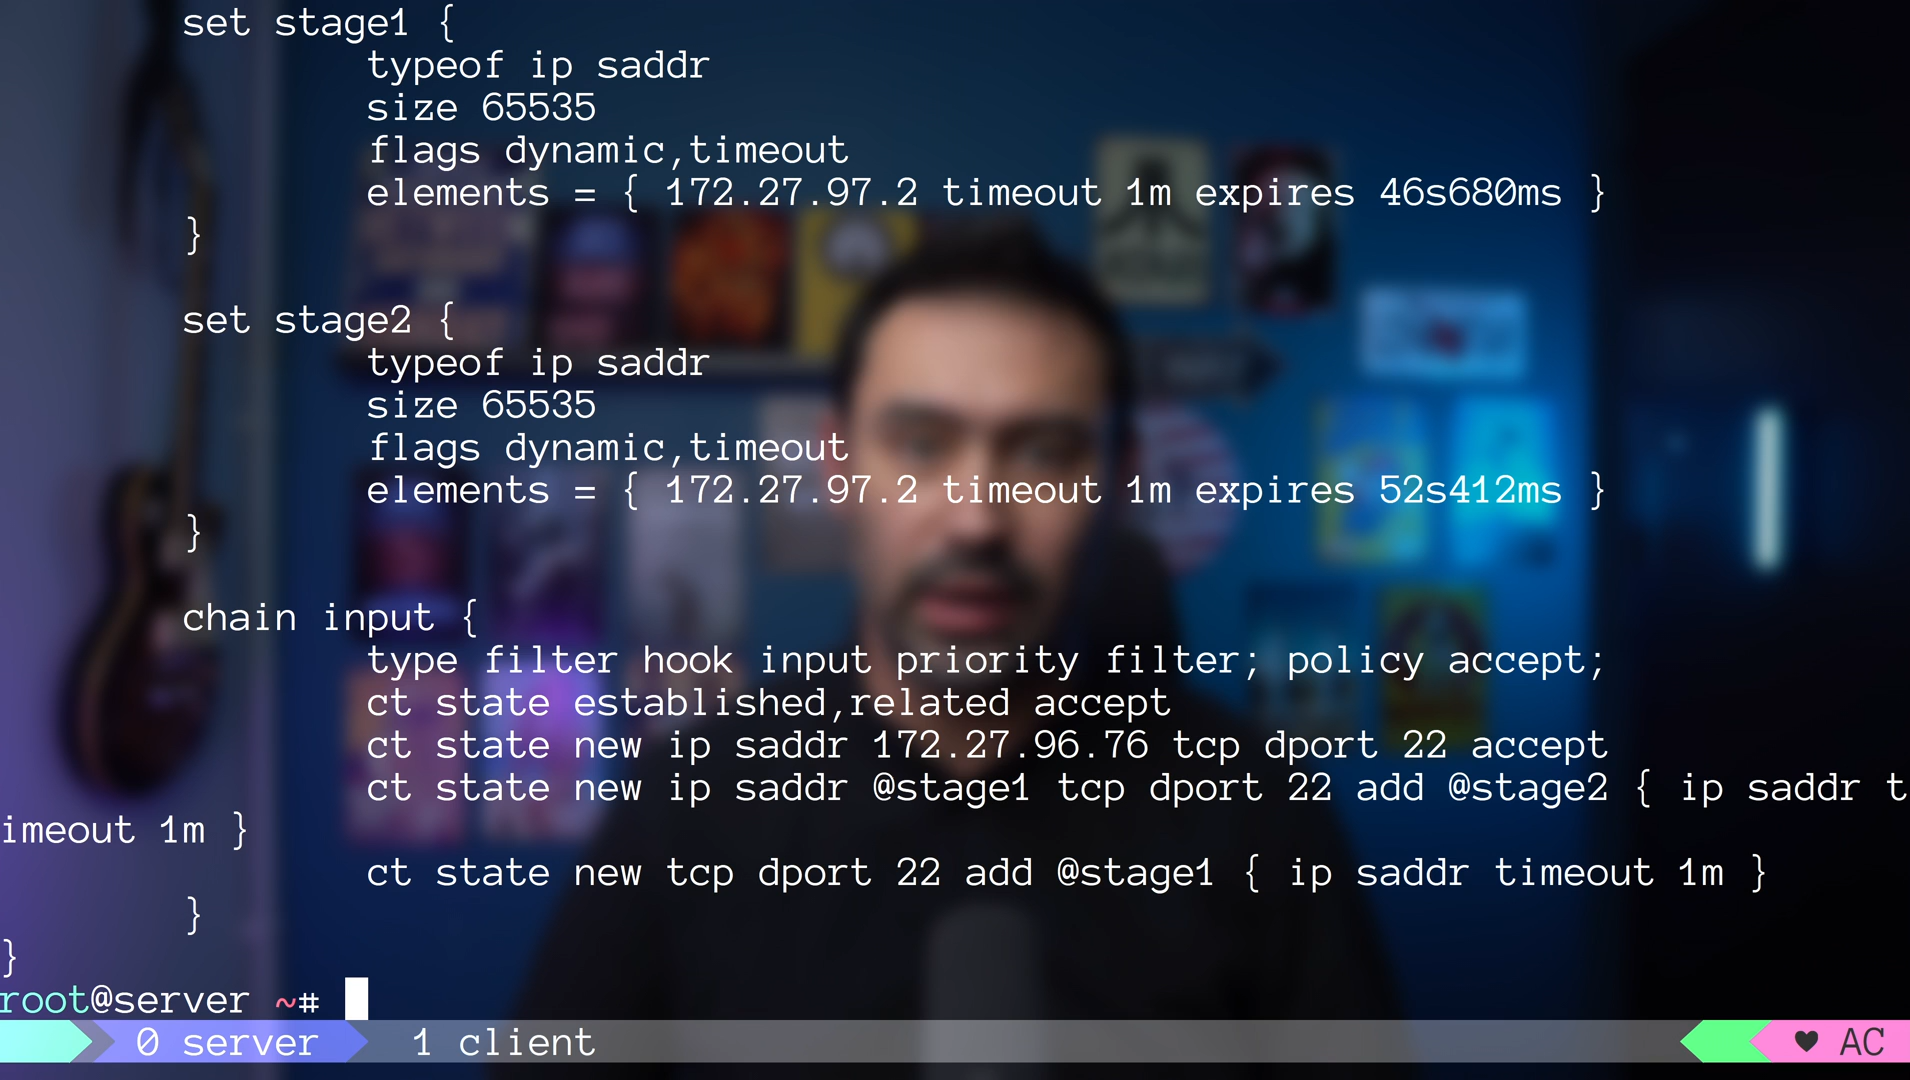 set stage1 {
typeof ip saddr
size 65535
flags dynamic,timeout
elements = { 172.27.97.2 timeout 1m expires 46s680ms }
}
set stage2 {
typeof ip saddr
size 65535
flags dynamic,timeout
elements = { 172.27.97.2 timeout 1m expires 52s412ms }
}
chain input {
type filter hook input priority filter; policy accept;
ct state established,related accept
ct state new ip saddr 172.27.96.76 tcp dport 22 accept
ct state new ip saddr @stage1 tcp dport 22 add @stage2 { ip saddr t
imeout 1m }
ct state new tcp dport 22 add @stage1 { ip saddr timeout 1m }
}
}
root@server ~#
0 server 1 client ♥ AC